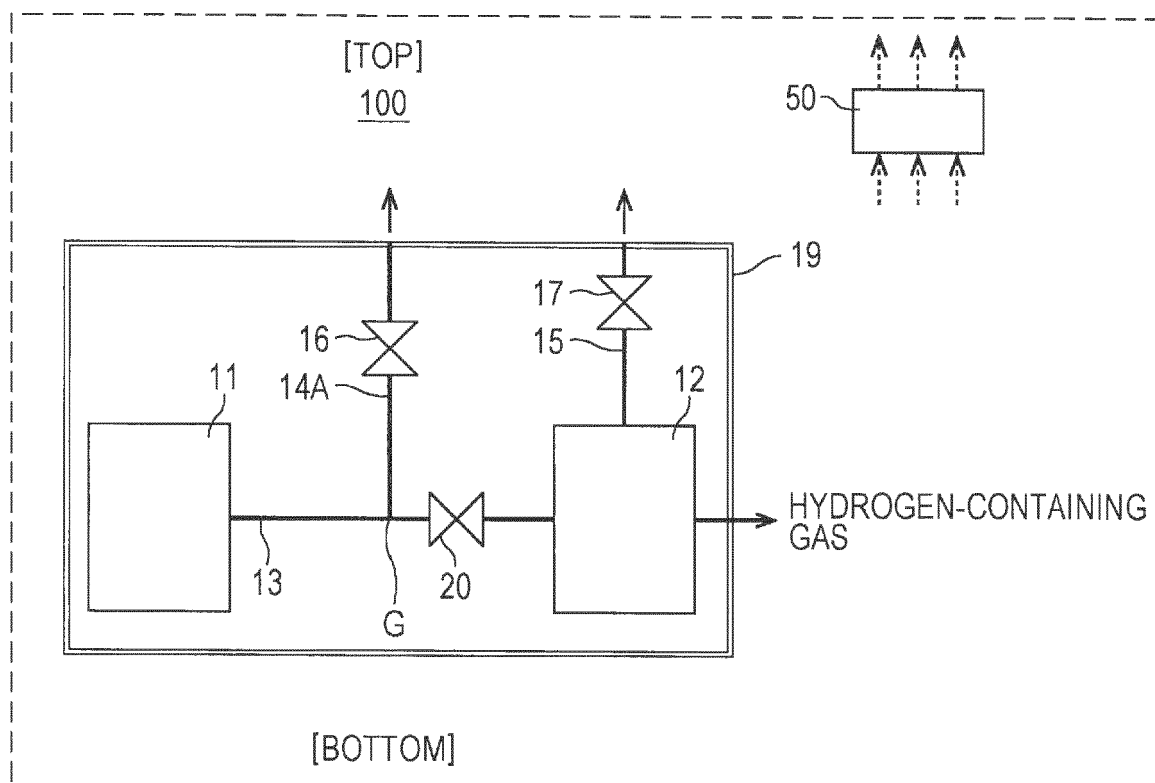 [TOP]
100
50
19
17
16
15
14A
12
11
HYDROGEN-CONTAINING
GAS
13
20
G
[BOTTOM]